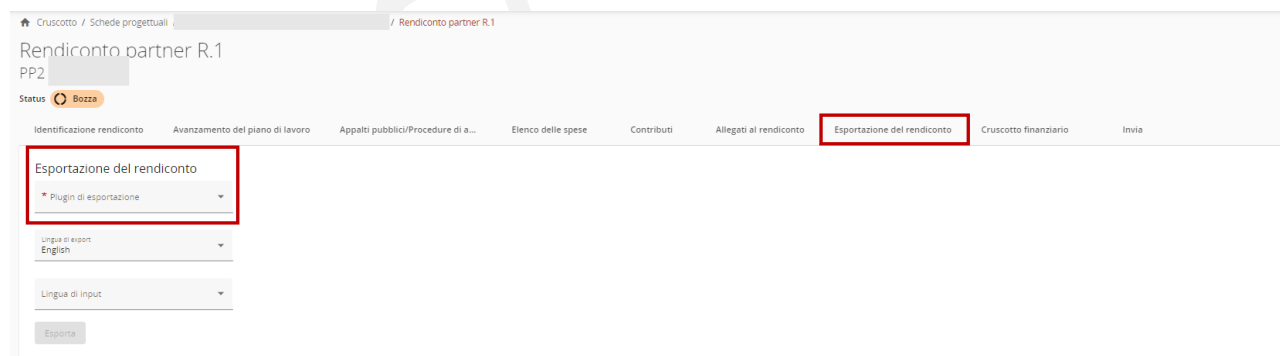 Cruscotto / Schede progettuali / / Rendiconto partner R.1
Rendiconto partner R.1
PP2
Status Bozza
Identificazione rendiconto Avanzamento del piano di lavoro Appalti pubblici/Procedure di a... Elenco delle spese Contributi Allegati al rendiconto Esportazione del rendiconto Cruscotto finanziario Invia
Esportazione del rendiconto
* Plugin di esportazione
Lingua di export
English
Lingua di input
Esporta